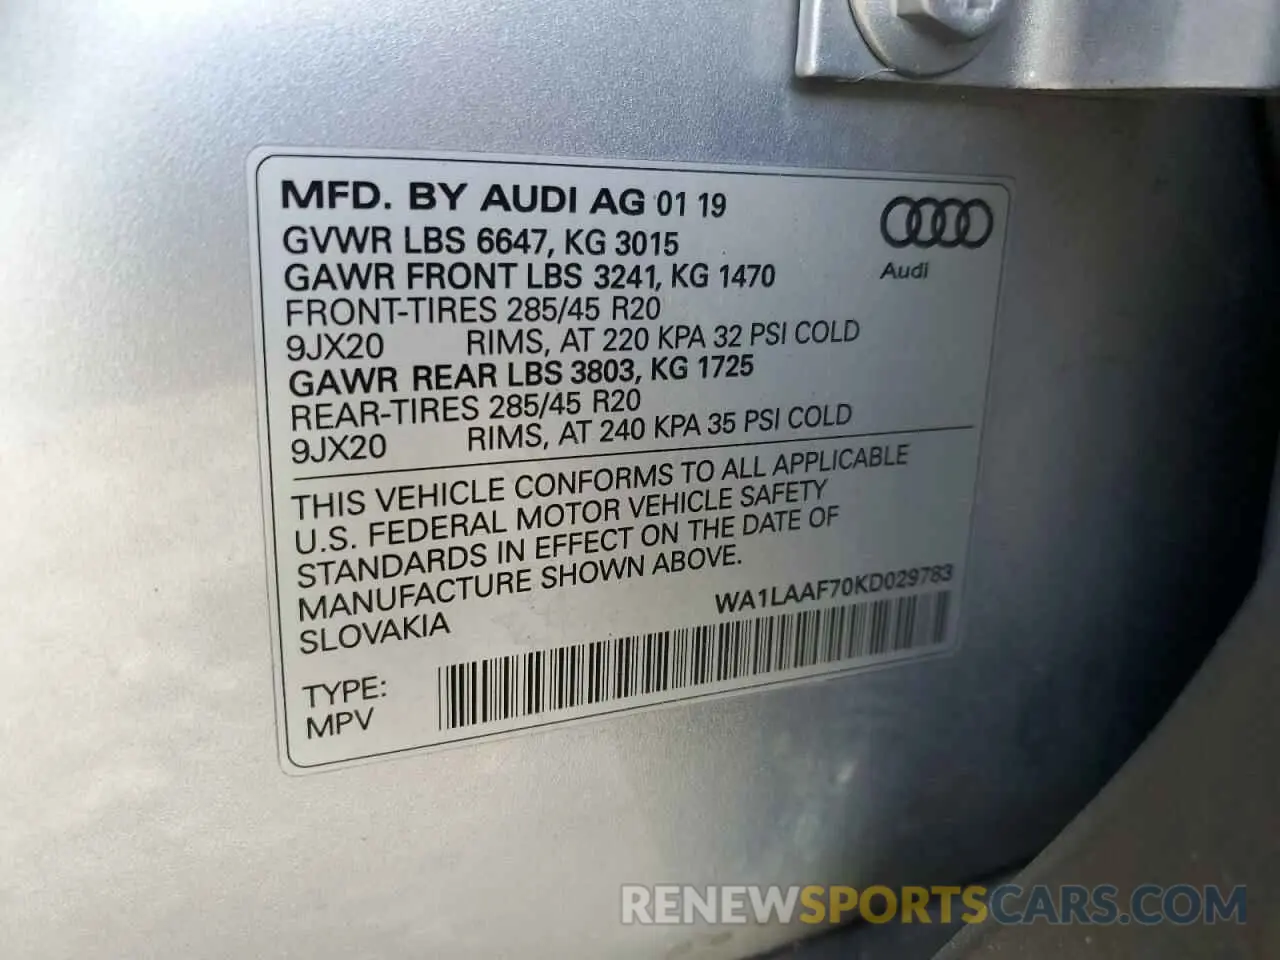 MFD. BY AUDI AG 01 19
GVWR LBS 6647, KG 3015
GAWR FRONT LBS 3241, KG 1470
FRONT-TIRES 285/45 R20
9JX20 RIMS, AT 220 KPA 32 PSI COLD
GAWR REAR LBS 3803, KG 1725
REAR-TIRES 285/45 R20
9JX20 RIMS, AT 240 KPA 35 PSI COLD
Audi
THIS VEHICLE CONFORMS TO ALL APPLICABLE
U.S. FEDERAL MOTOR VEHICLE SAFETY
STANDARDS IN EFFECT ON THE DATE OF
MANUFACTURE SHOWN ABOVE.
SLOVAKIA
WA1LAAF70KD029783
TYPE:
MPV
RENEWSPORTSCARS.COM